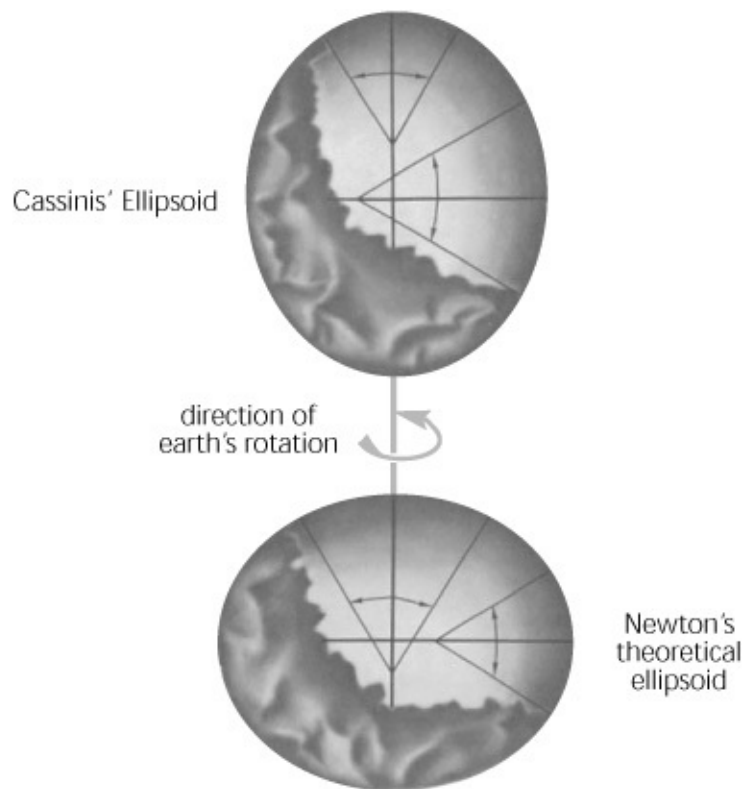 Cassinis' Ellipsoid
direction of
earth's rotation
Newton's
theoretical
ellipsoid